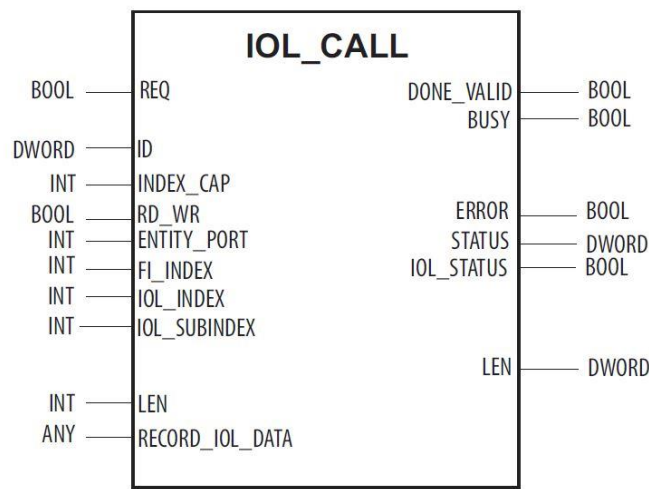 IOL_CALL
BOOL REQ DONE_VALID BOOL
BUSY BOOL
DWORD ID
INT INDEX_CAP
BOOL RD_WR ERROR BOOL
INT ENTITY_PORT STATUS DWORD
INT FI_INDEX IOL_STATUS BOOL
INT IOL_INDEX
INT IOL_SUBINDEX
LEN DWORD
INT LEN
ANY RECORD_IOL_DATA